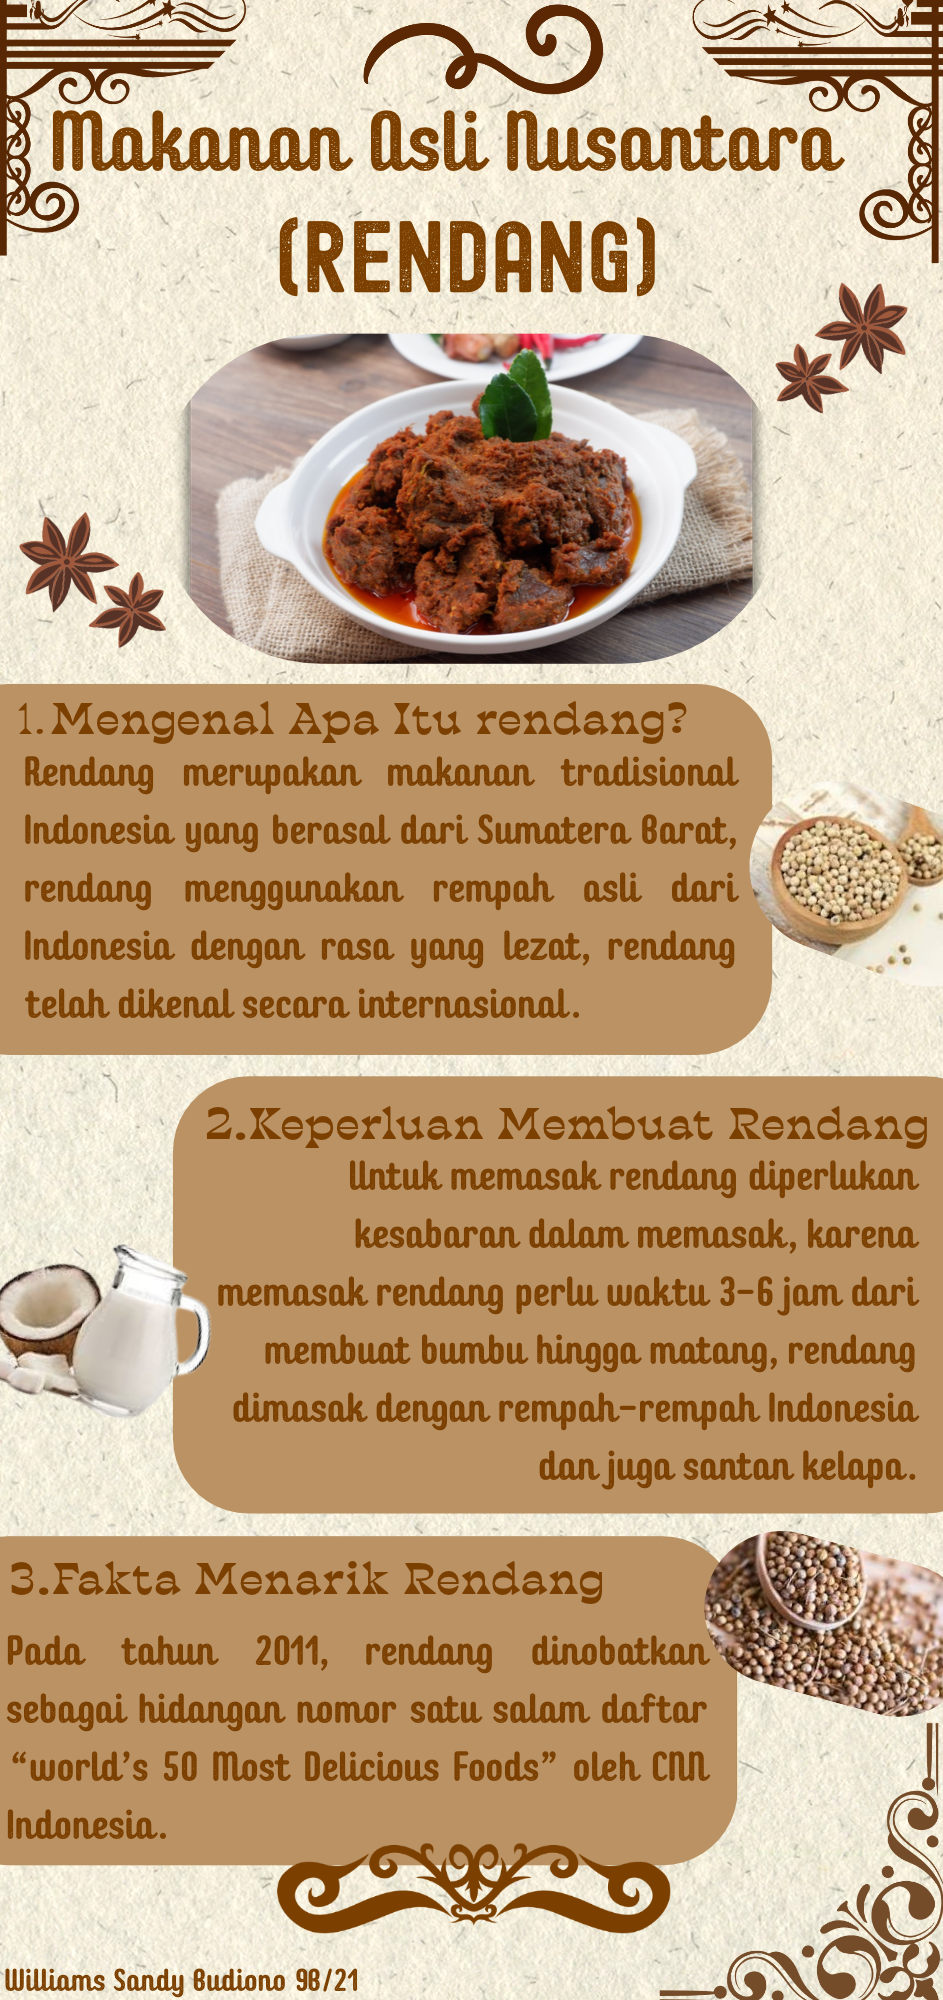 Makanan Asli Nusantara
(RENDANG)
1. Mengenal Apa Itu rendang?
Rendang merupakan makanan tradisional
Indonesia yang berasal dari Sumatera Barat,
rendang menggunakan rempah asli dari
Indonesia dengan rasa yang lezat, rendang
telah dikenal secara internasional.
2.Keperluan Membuat Rendang
Untuk memasak rendang diperlukan
kesabaran dalam memasak, karena
memasak rendang perlu waktu 3-6 jam dari
membuat bumbu hingga matang, rendang
dimasak dengan rempah-rempah Indonesia
dan juga santan kelapa.
3.Fakta Menarik Rendang
Pada tahun 2011, rendang dinobatkan
sebagai hidangan nomor satu salam daftar
“world’s 50 Most Delicious Foods” oleh CNN
Indonesia.
Williams Sandy Budiono 9B/21